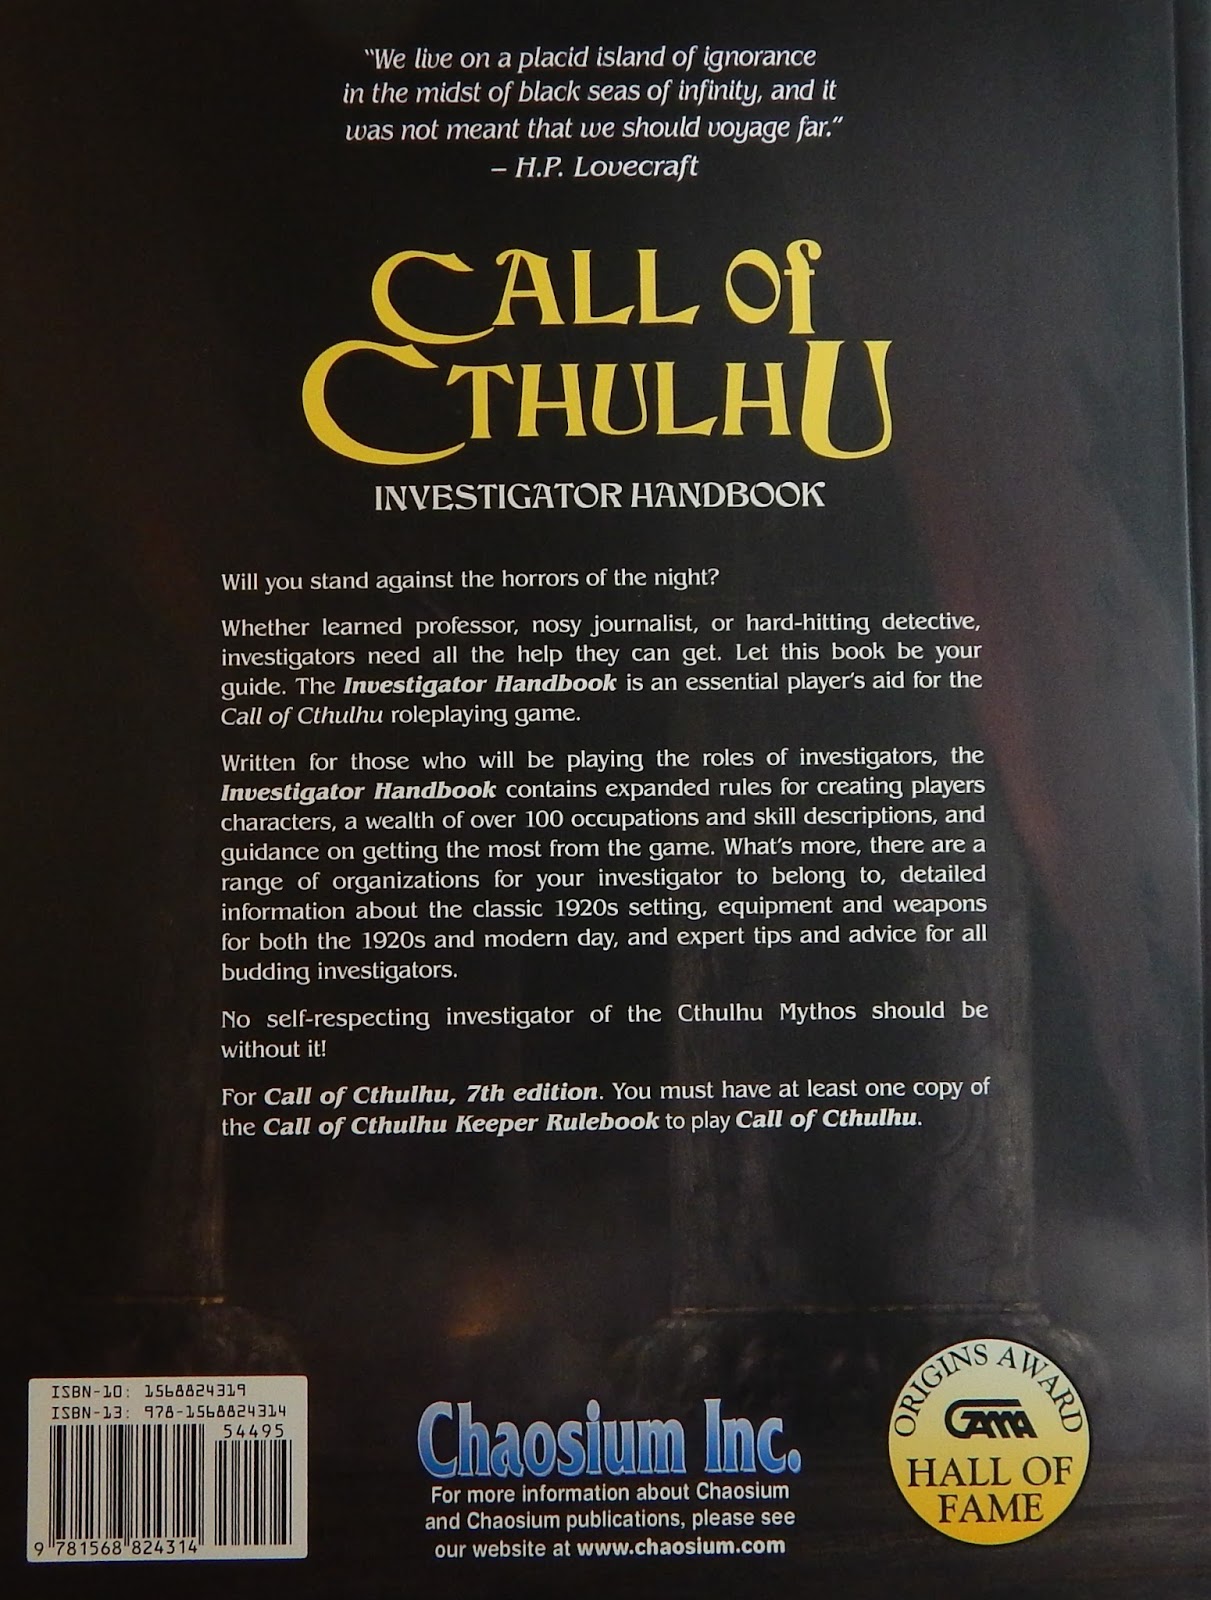 “We live on a placid island of ignorance
in the midst of black seas of infinity, and it
was not meant that we should voyage far.”
– H.P. Lovecraft
CALL Of
CTHULHU
INVESTIGATOR HANDBOOK
Will you stand against the horrors of the night?
Whether learned professor, nosy journalist, or hard-hitting detective,
investigators need all the help they can get. Let this book be your
guide. The Investigator Handbook is an essential player's aid for the
Call of Cthulhu roleplaying game.
Written for those who will be playing the roles of investigators, the
Investigator Handbook contains expanded rules for creating players
characters, a wealth of over 100 occupations and skill descriptions, and
guidance on getting the most from the game. What's more, there are a
range of organizations for your investigator to belong to, detailed
information about the classic 1920s setting, equipment and weapons
for both the 1920s and modern day, and expert tips and advice for all
budding investigators.
No self-respecting investigator of the Cthulhu Mythos should be
without it!
For Call of Cthulhu, 7th edition. You must have at least one copy of
the Call of Cthulhu Keeper Rulebook to play Call of Cthulhu.
ISBN-10: 1568824319
ISBN-13: 978-1568824314
54495
9 781568 824314
Chaosium Inc.
For more information about Chaosium
and Chaosium publications, please see
our website at www.chaosium.com
ORIGINS AWARD
GAMA
HALL OF
FAME